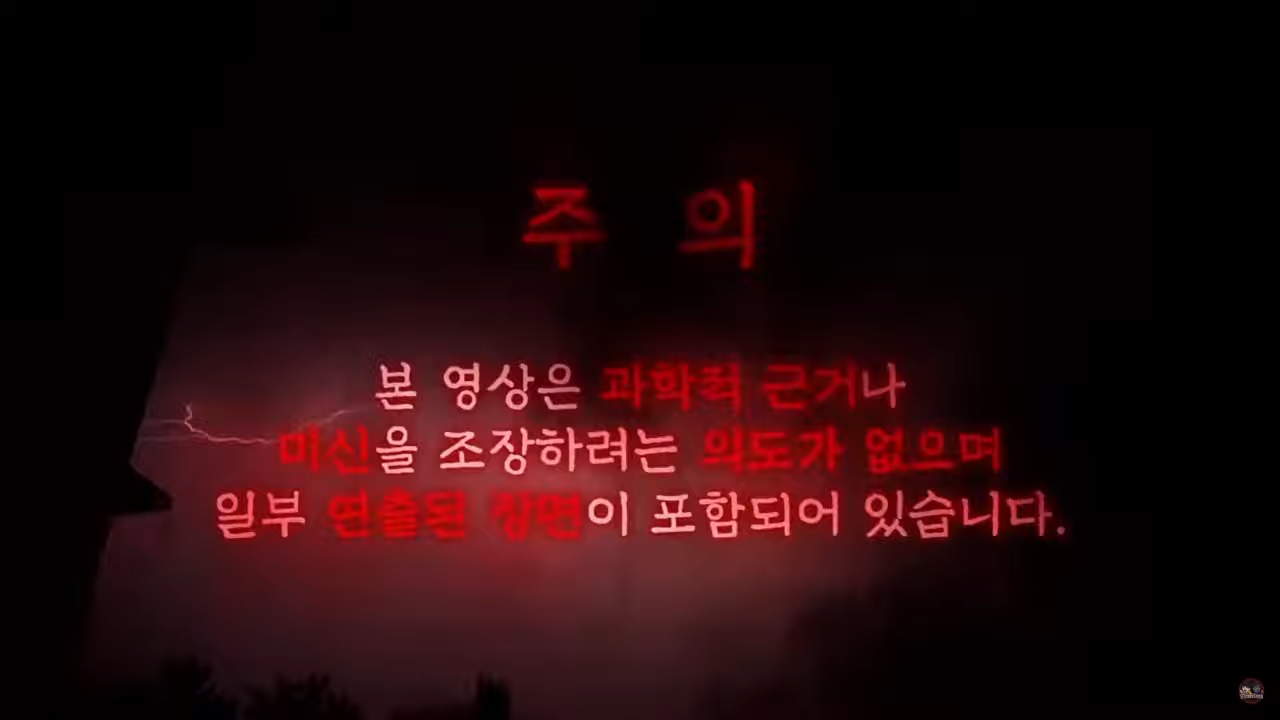 주 의
본 영상은 과학적 근거나
미신을 조장하려는 의도가 없으며
일부 연출된 장면이 포함되어 있습니다.